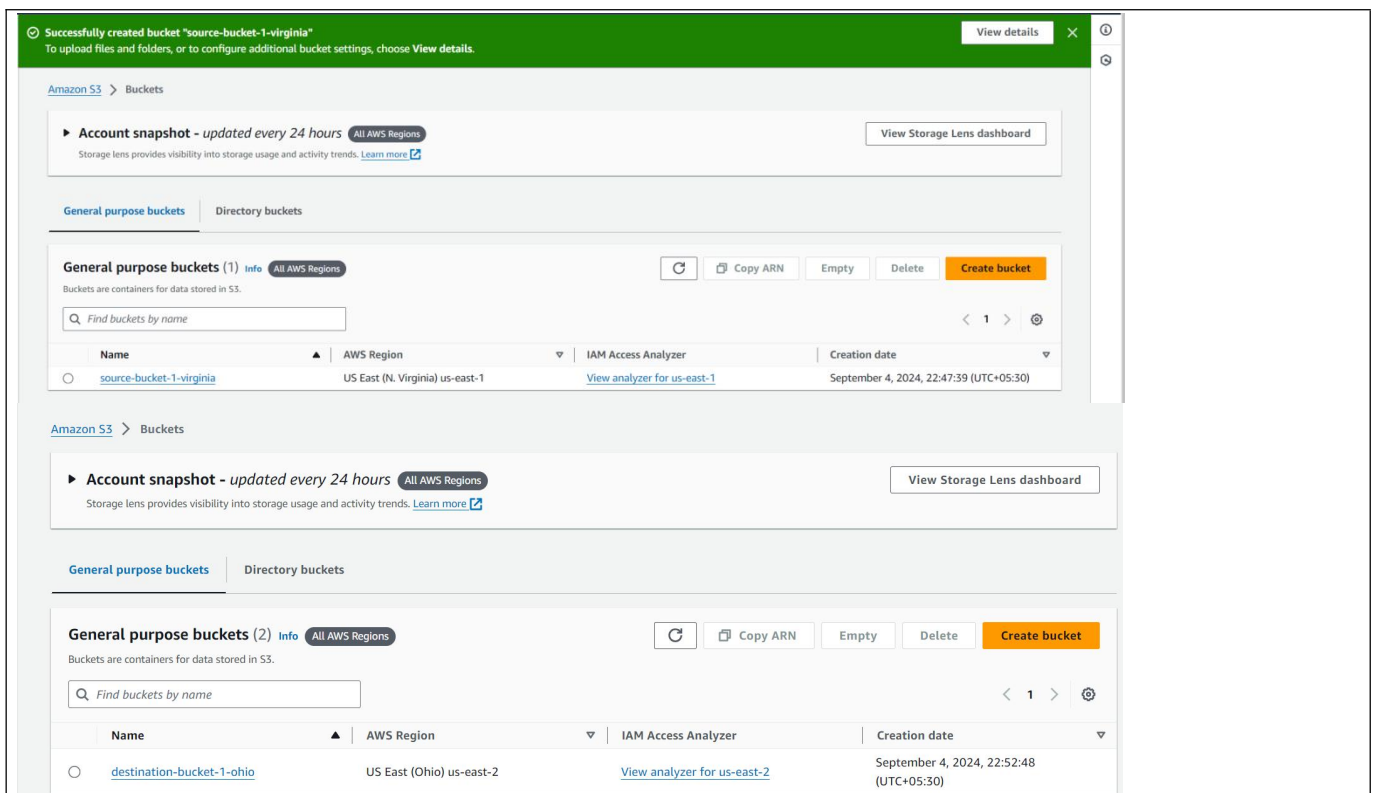 Successfully created bucket "source-bucket-1-virginia"
To upload files and folders, or to configure additional bucket settings, choose View details.
View details
Amazon S3 > Buckets
Account snapshot - updated every 24 hours All AWS Regions
Storage lens provides visibility into storage usage and activity trends. Learn more
View Storage Lens dashboard
General purpose buckets Directory buckets
General purpose buckets (1) Info All AWS Regions
Buckets are containers for data stored in S3.
Copy ARN Empty Delete Create bucket
Find buckets by name
< 1 >
Name AWS Region IAM Access Analyzer Creation date
source-bucket-1-virginia US East (N. Virginia) us-east-1 View analyzer for us-east-1 September 4, 2024, 22:47:39 (UTC+05:30)
Amazon S3 > Buckets
Account snapshot - updated every 24 hours All AWS Regions
Storage lens provides visibility into storage usage and activity trends. Learn more
View Storage Lens dashboard
General purpose buckets Directory buckets
General purpose buckets (2) Info All AWS Regions
Buckets are containers for data stored in S3.
Copy ARN Empty Delete Create bucket
Find buckets by name
< 1 >
Name AWS Region IAM Access Analyzer Creation date
destination-bucket-1-ohio US East (Ohio) us-east-2 View analyzer for us-east-2 September 4, 2024, 22:52:48
(UTC+05:30)